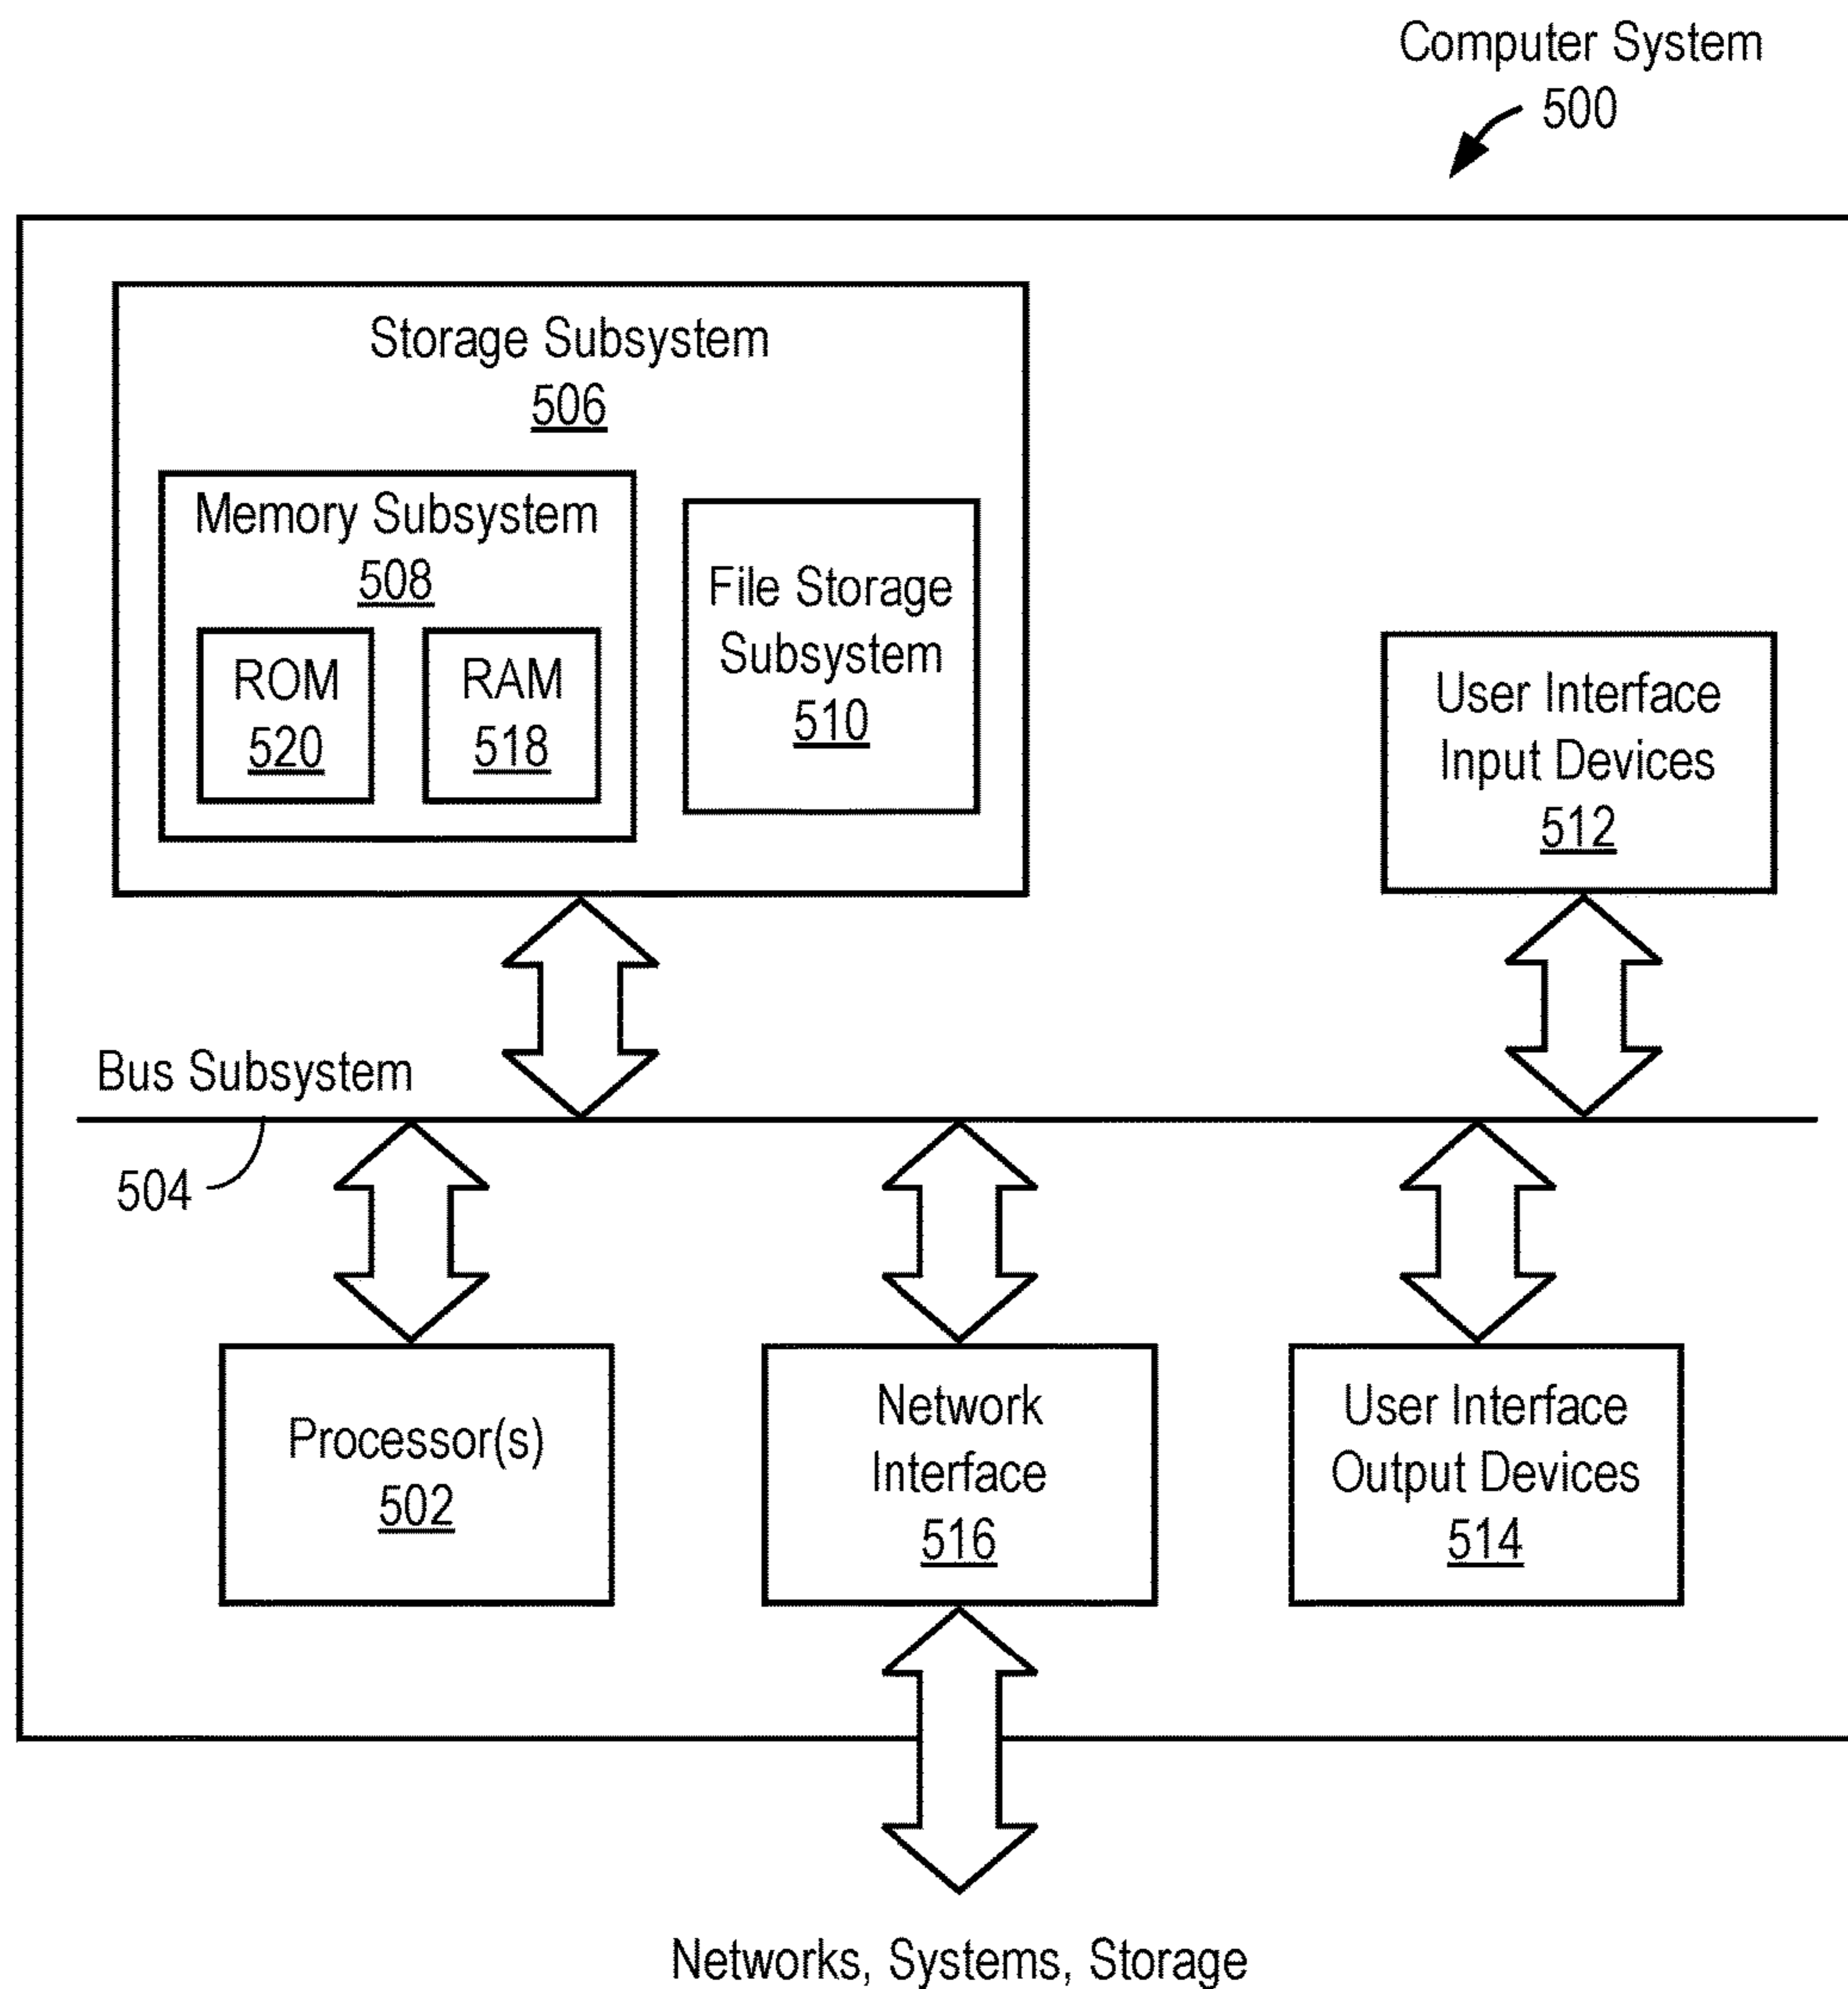 Computer System
500
Storage Subsystem
506
Memory Subsystem
508
ROM
520
RAM
518
File Storage
Subsystem
510
User Interface
Input Devices
512
Bus Subsystem
504
Processor(s)
502
Network
Interface
516
User Interface
Output Devices
514
Networks, Systems, Storage